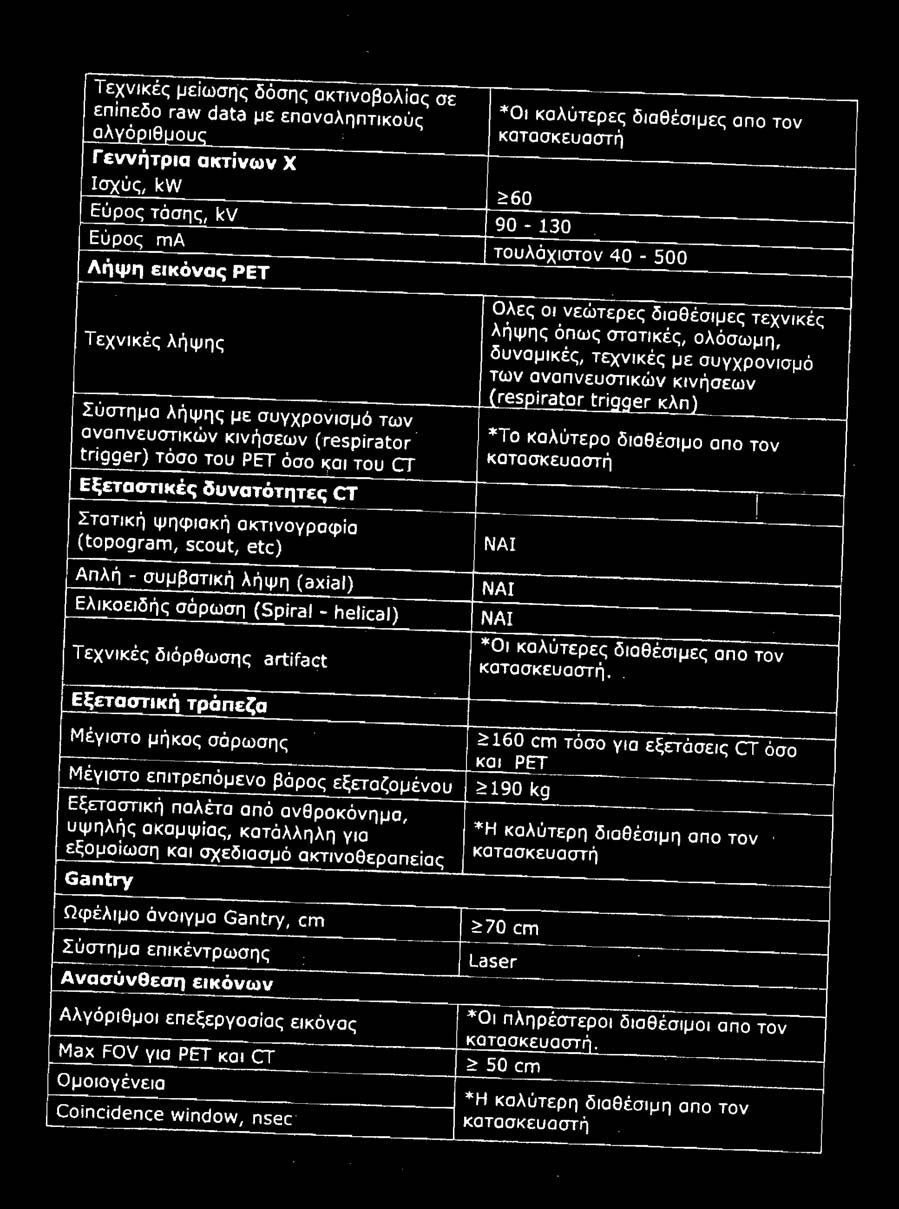 Τεχνικές μείωσης δόσης ακτινοβολίας σε
επίπεδο raw data με επαναληπτικούς
αλγόριθμους
*Οι καλύτερες διαθέσιμες απο τον
κατασκευαστή
Γεννήτρια ακτίνων Χ
Ισχύς, kW
≥60
Εύρος τάσης, kV
90 - 130
Εύρος mA
τουλάχιστον 40 - 500
Λήψη εικόνας PET
Τεχνικές λήψης
Ολες οι νεώτερες διαθέσιμες τεχνικές
λήψης όπως στατικές, ολόσωμη,
δυναμικές, τεχνικές με συγχρονισμό
των αναπνευστικών κινήσεων
(respirator trigger κλπ)
Σύστημα λήψης με συγχρονισμό των
αναπνευστικών κινήσεων (respirator
trigger) τόσο του PET όσο και του CT
*Το καλύτερο διαθέσιμο απο τον
κατασκευαστή
Εξεταστικές δυνατότητες CT
Στατική ψηφιακή ακτινογραφία
(topogram, scout, etc)
ΝΑΙ
Απλή - συμβατική λήψη (axial)
ΝΑΙ
Ελικοειδής σάρωση (Spiral - helical)
ΝΑΙ
Τεχνικές διόρθωσης artifact
*Οι καλύτερες διαθέσιμες απο τον
κατασκευαστή.
Εξεταστική τράπεζα
Μέγιστο μήκος σάρωσης
≥160 cm τόσο για εξετάσεις CT όσο
και PET
Μέγιστο επιτρεπόμενο βάρος εξεταζομένου
≥190 kg
Εξεταστική παλέτα από ανθροκόνημα,
υψηλής ακαμψίας, κατάλληλη για
εξομοίωση και σχεδιασμό ακτινοθεραπείας
*Η καλύτερη διαθέσιμη απο τον
κατασκευαστή
Gantry
Ωφέλιμο άνοιγμα Gantry, cm
≥70 cm
Σύστημα επικέντρωσης
Laser
Ανασύνθεση εικόνων
Αλγόριθμοι επεξεργοσίας εικόνας
*Οι πληρέστεροι διαθέσιμοι απο τον
κατασκευαστή.
Max FOV για PET και CT
≥ 50 cm
Ομοιογένεια
Coincidence window, nsec
*Η καλύτερη διαθέσιμη απο τον
κατασκευαστή